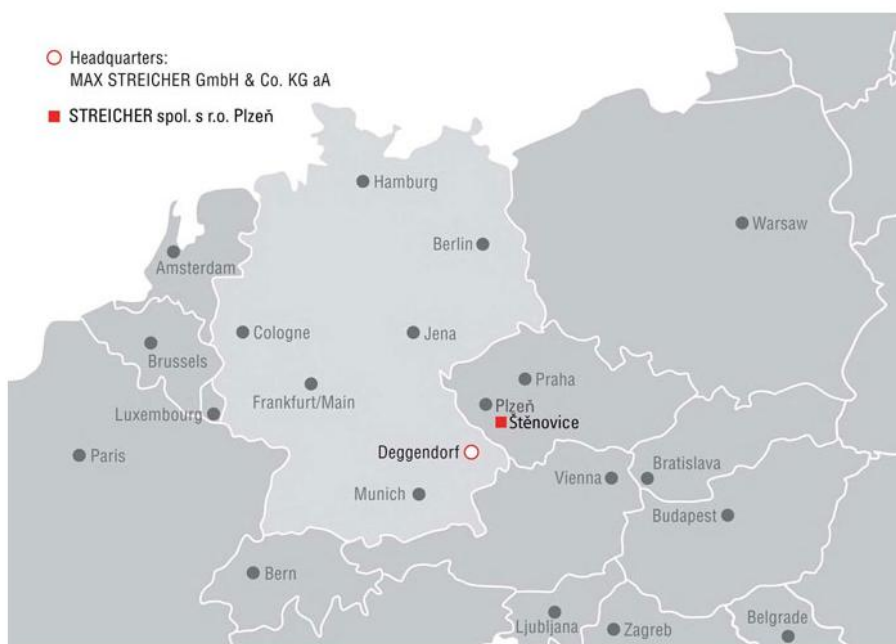 Headquarters:
MAX STREICHER GmbH & Co. KG aA
STREICHER spol. s r.o. Plzeň
Hamburg
Warsaw
Berlin
Amsterdam
Cologne
Jena
Brussels
Praha
Frankfurt/Main
Plzeň
Luxembourg
Štěnovice
Paris
Deggendorf
Bratislava
Vienna
Munich
Budapest
Bern
Ljubljana
Zagreb
Belgrade